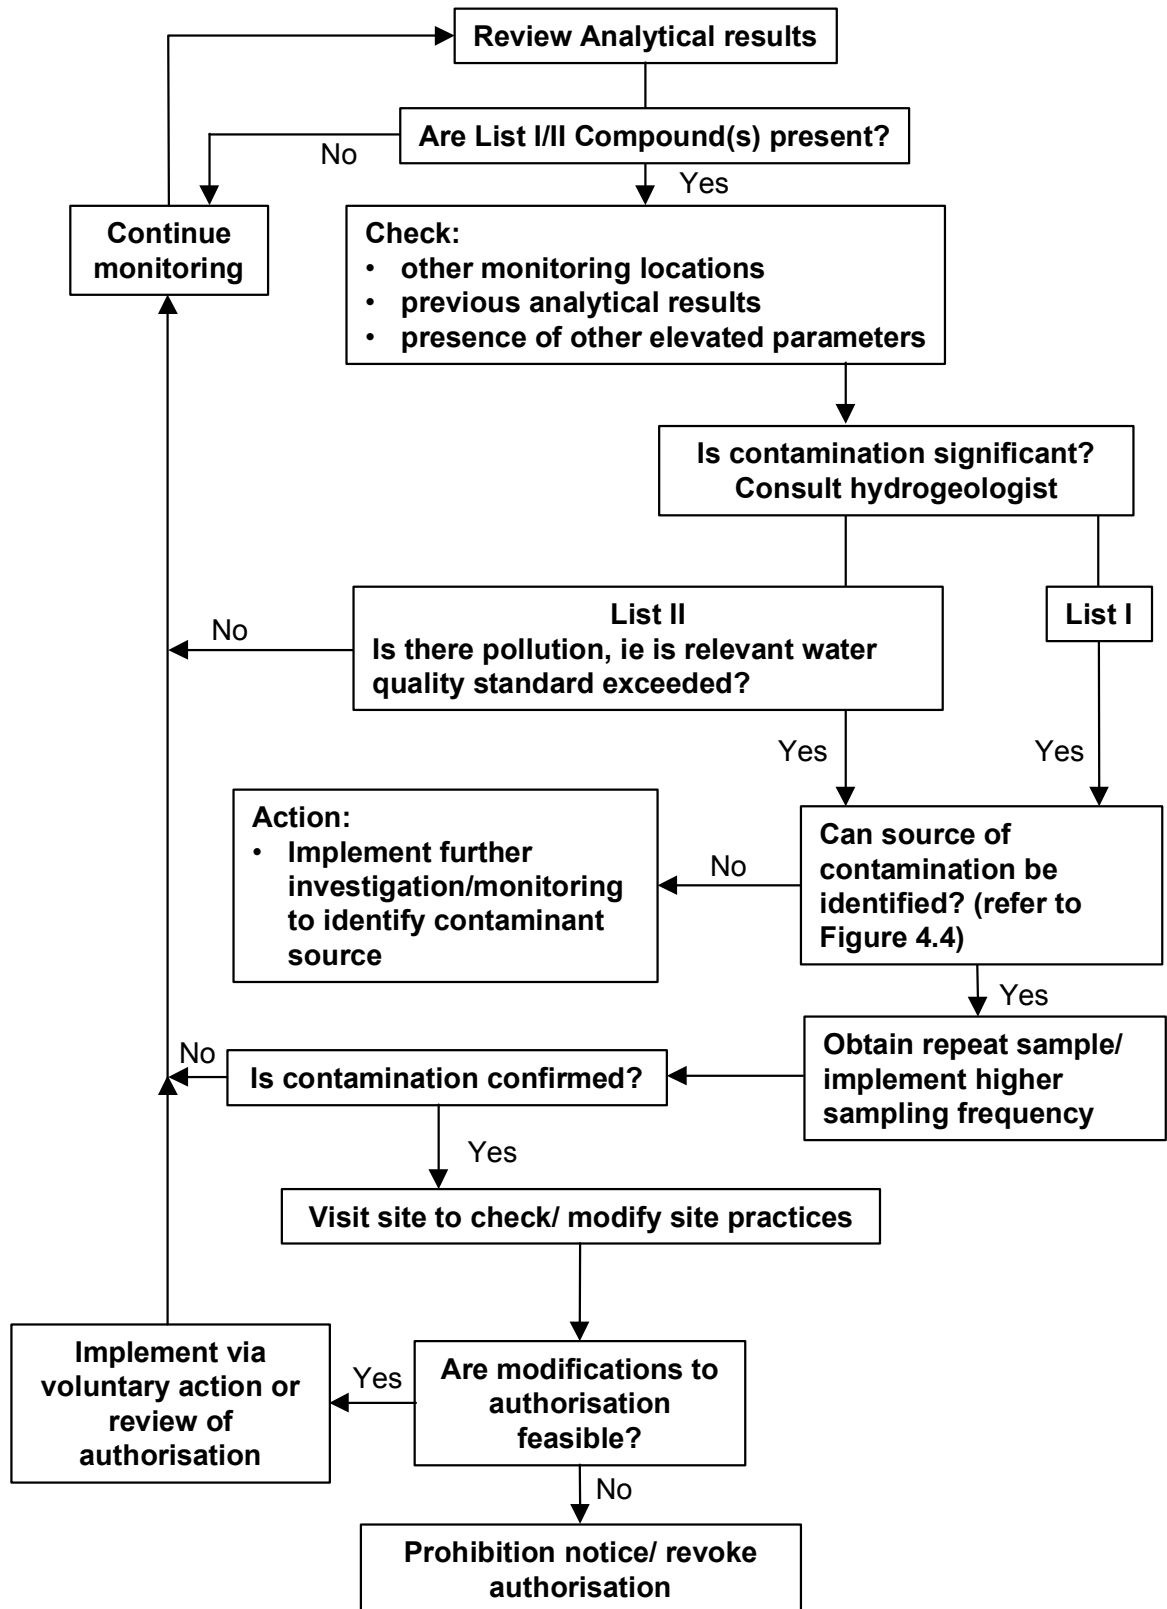 Review Analytical results
Are List I/II Compound(s) present?
No
Yes
Continue
monitoring
Check:
• other monitoring locations
• previous analytical results
• presence of other elevated parameters
Is contamination significant?
Consult hydrogeologist
List II
Is there pollution, ie is relevant water
quality standard exceeded?
No
List I
Yes
Yes
Action:
• Implement further
investigation/monitoring
to identify contaminant
source
No
Can source of
contamination be
identified? (refer to
Figure 4.4)
Yes
Obtain repeat sample/
implement higher
sampling frequency
No
Is contamination confirmed?
Yes
Visit site to check/ modify site practices
Implement via
voluntary action or
review of
authorisation
Yes
Are modifications to
authorisation
feasible?
No
Prohibition notice/ revoke
authorisation